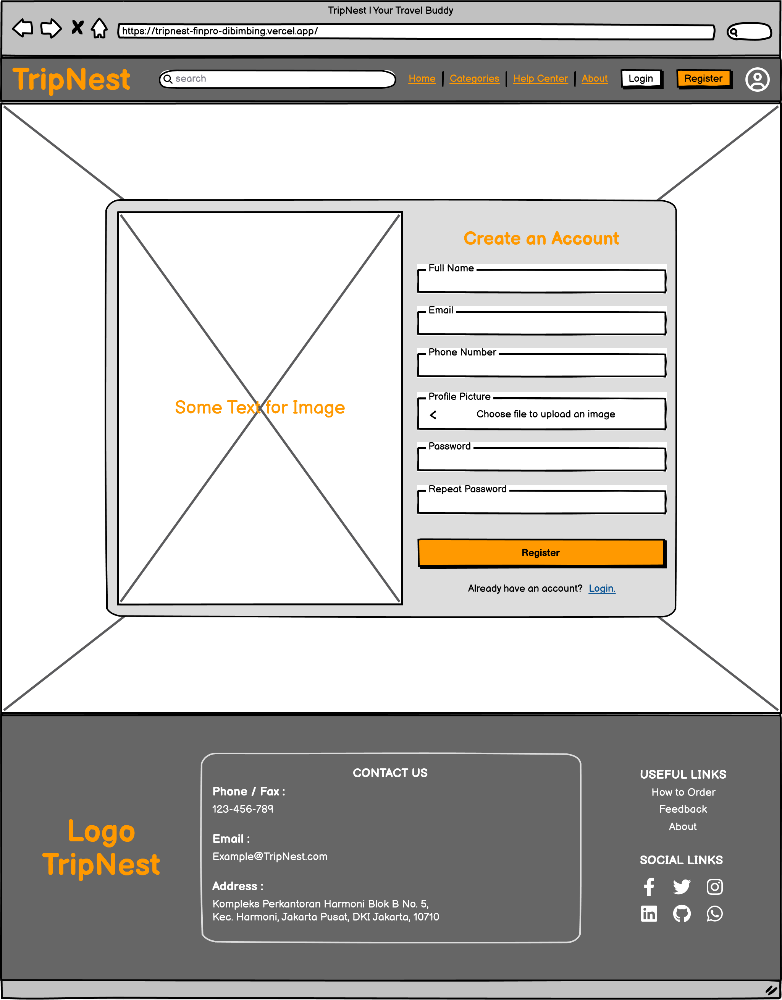 TripNest | Your Travel Buddy
https://tripnest-finpro-dibimbing.vercel.app/
TripNest
search
Home
Categories
Help Center
About
Login
Register
Create an Account
Full Name
Email
Phone Number
Some Text for Image
Profile Picture
Choose file to upload an image
Password
Repeat Password
Register
Already have an account? Login.
Logo
TripNest
CONTACT US
Phone / Fax :
123-456-789
Email :
Example@TripNest.com
Address :
Kompleks Perkantoran Harmoni Blok B No. 5,
Kec. Harmoni, Jakarta Pusat, DKI Jakarta, 10710
USEFUL LINKS
How to Order
Feedback
About
SOCIAL LINKS